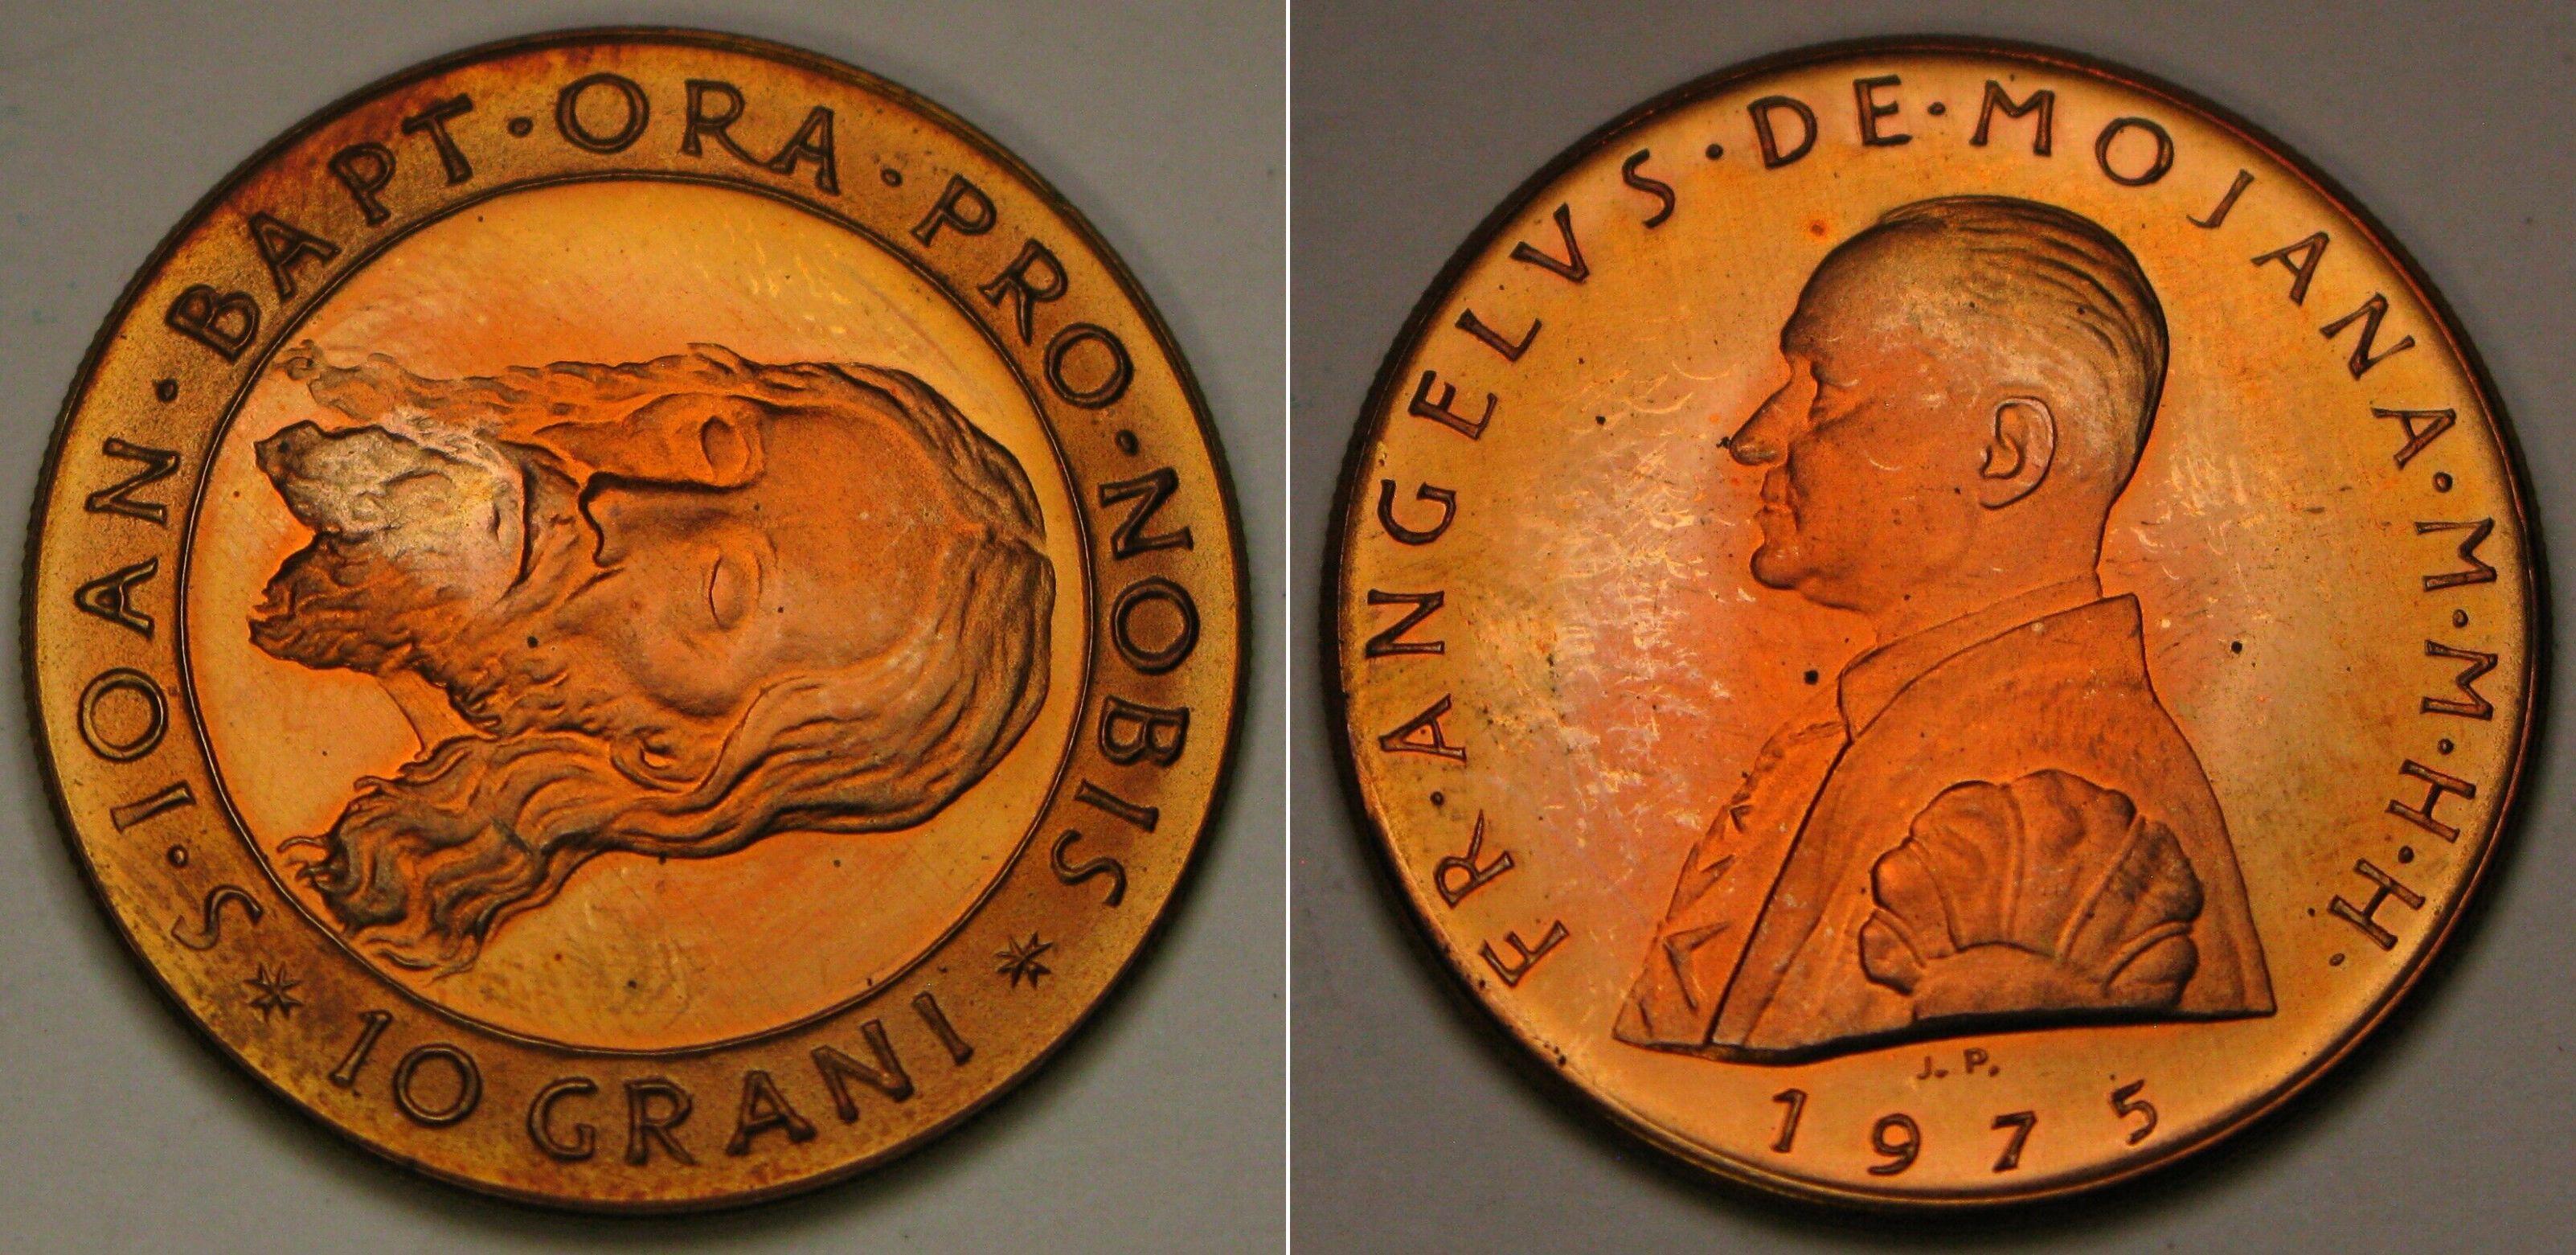 S·IOAN·BAPT·ORA·PRO·NOBIS
10 GRANI
FR·ANGELVS·DE·MOJANA·M·M·H·H·
J.P.
1975